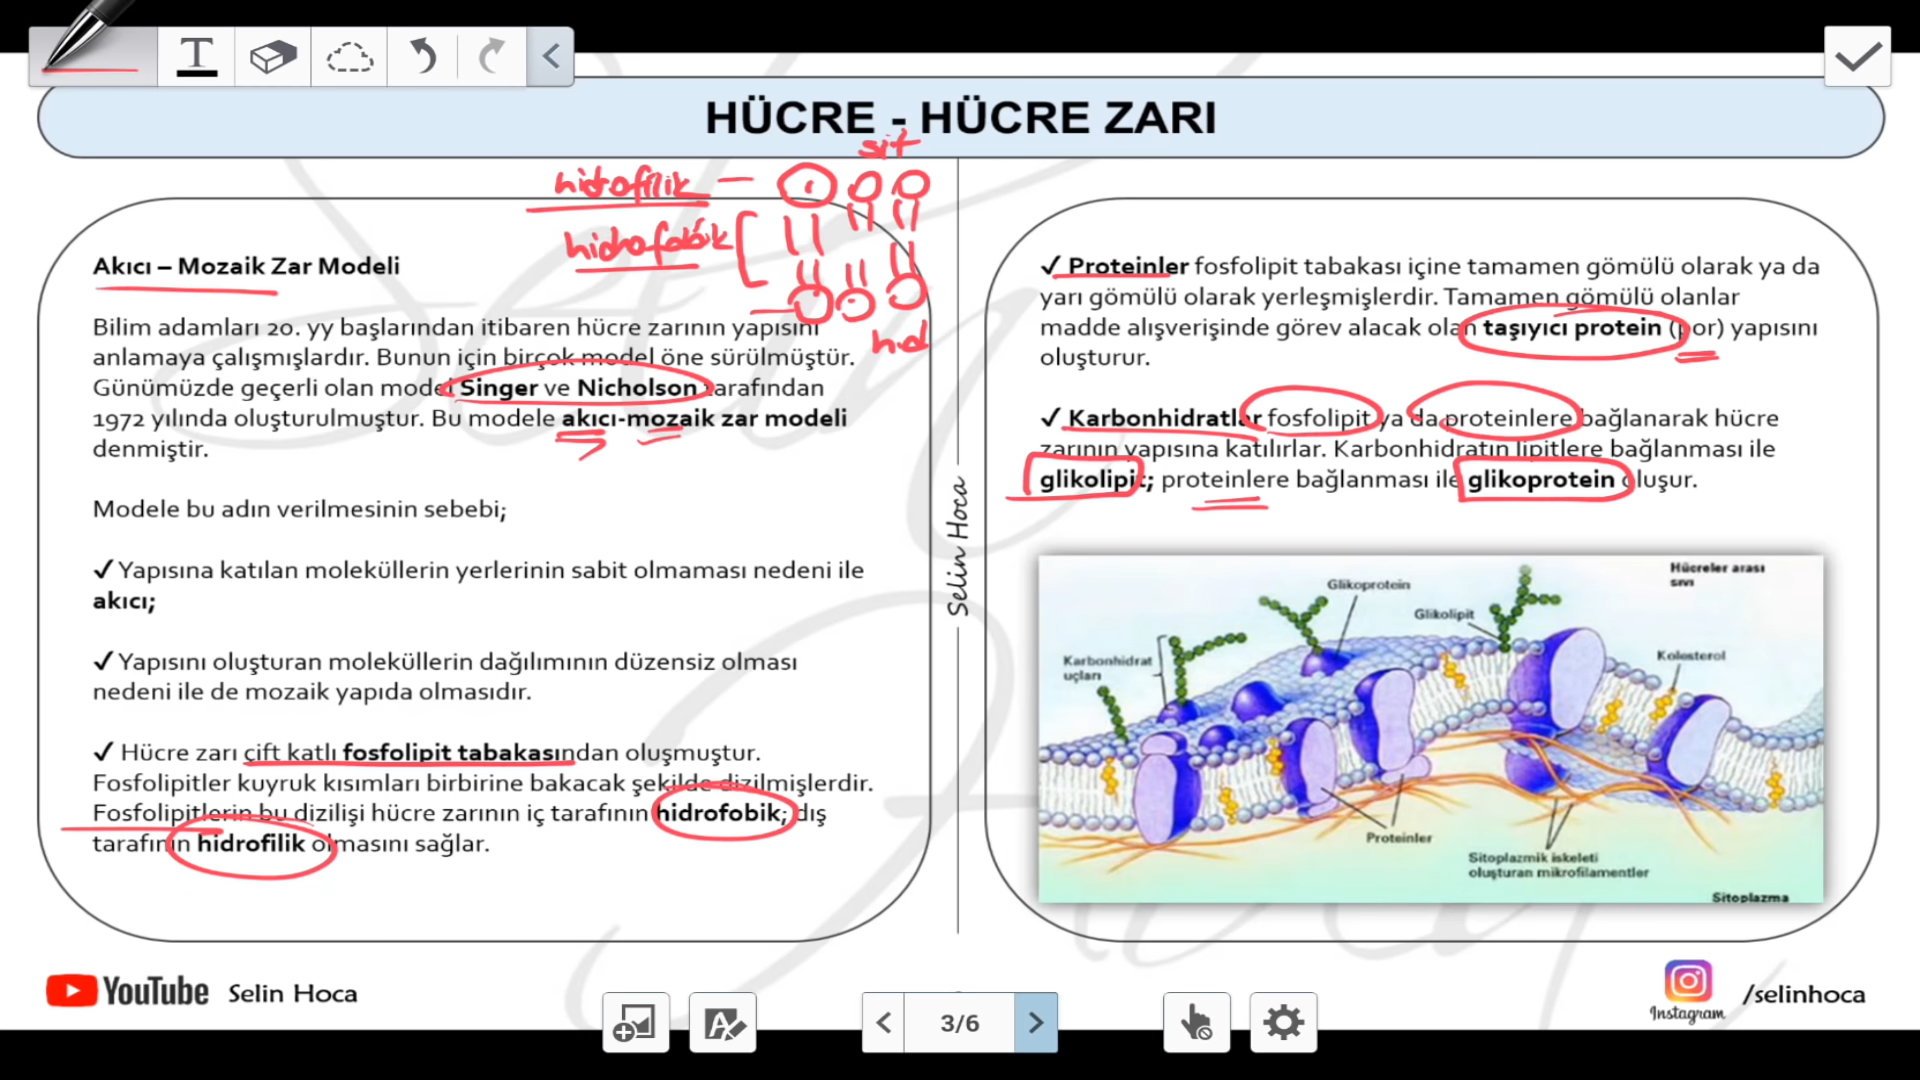 T
HÜCRE - HÜCRE ZARI
sit
hidrofilik
hidrofobik
Akıcı – Mozaik Zar Modeli
Bilim adamları 20. yy başlarından itibaren hücre zarının yapısını
anlamaya çalışmışlardır. Bunun için birçok model öne sürülmüştür.
Günümüzde geçerli olan model Singer ve Nicholson tarafından
1972 yılında oluşturulmuştur. Bu modele akıcı-mozaik zar modeli
denmiştir.
Modele bu adın verilmesinin sebebi;
✓ Yapısına katılan moleküllerin yerlerinin sabit olmaması nedeni ile
akıcı;
✓ Yapısını oluşturan moleküllerin dağılımının düzensiz olması
nedeni ile de mozaik yapıda olmasıdır.
✓ Hücre zarı çift katlı fosfolipit tabakasından oluşmuştur.
Fosfolipitler kuyruk kısımları birbirine bakacak şekilde dizilmişlerdir.
Fosfolipitlerin bu dizilişi hücre zarının iç tarafının hidrofobik; dış
tarafının hidrofilik olmasını sağlar.
Selin Hoca
✓ Proteinler fosfolipit tabakası içine tamamen gömülü olarak ya da
yarı gömülü olarak yerleşmişlerdir. Tamamen gömülü olanlar
madde alışverişinde görev alacak olan taşıyıcı protein (por) yapısını
oluşturur.
✓ Karbonhidratlar fosfolipit ya da proteinlere bağlanarak hücre
zarının yapısına katılırlar. Karbonhidratın lipitlere bağlanması ile
glikolipit; proteinlere bağlanması ile glikoprotein oluşur.
Hücreler arası
sıvı
Glikoprotein
Glikolipit
Karbonhidrat
uçları
Kolesterol
Proteinler
Sitoplazmik iskeleti
oluşturan mikrofilamentler
Sitoplazma
YouTube Selin Hoca
3/6
Instagram
/selinhoca